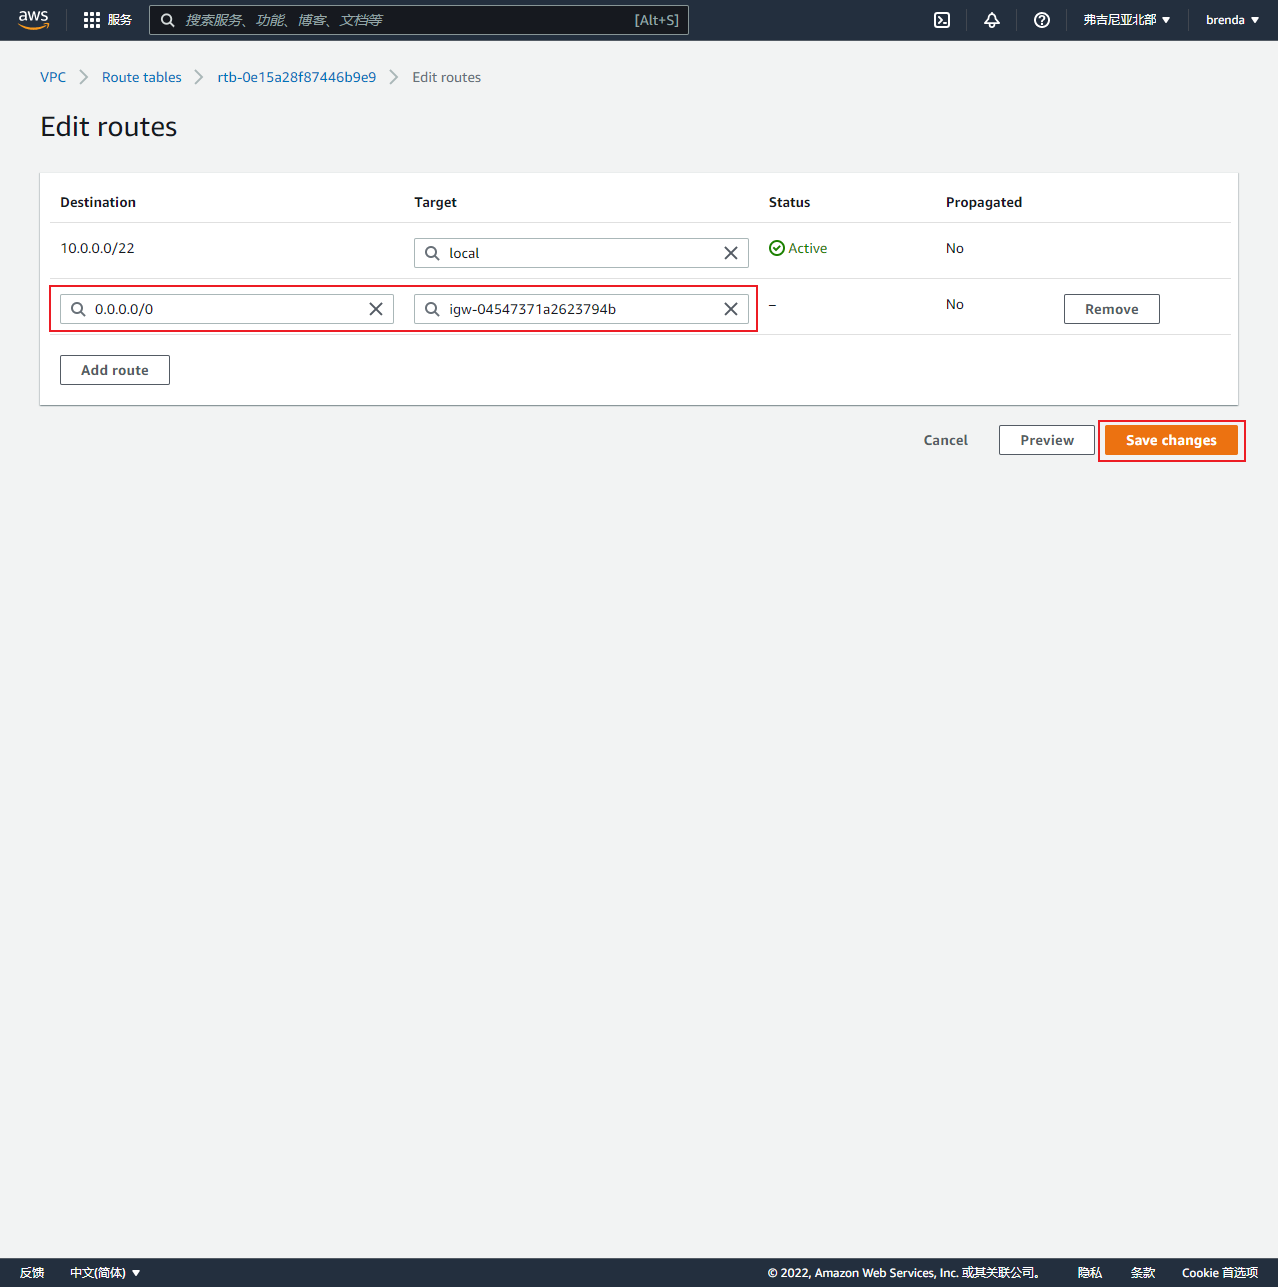 aws 服务 搜索服务、功能、博客、文档等 [Alt+S] 弗吉尼亚北部 brenda
VPC Route tables rtb-0e15a28f87446b9e9 Edit routes
Edit routes
Destination Target Status Propagated
10.0.0.0/22 local Active No
0.0.0.0/0 igw-04547371a2623794b – No Remove
Add route
Cancel Preview Save changes
反馈 中文(简体) © 2022, Amazon Web Services, Inc. 或其关联公司。 隐私 条款 Cookie 首选项